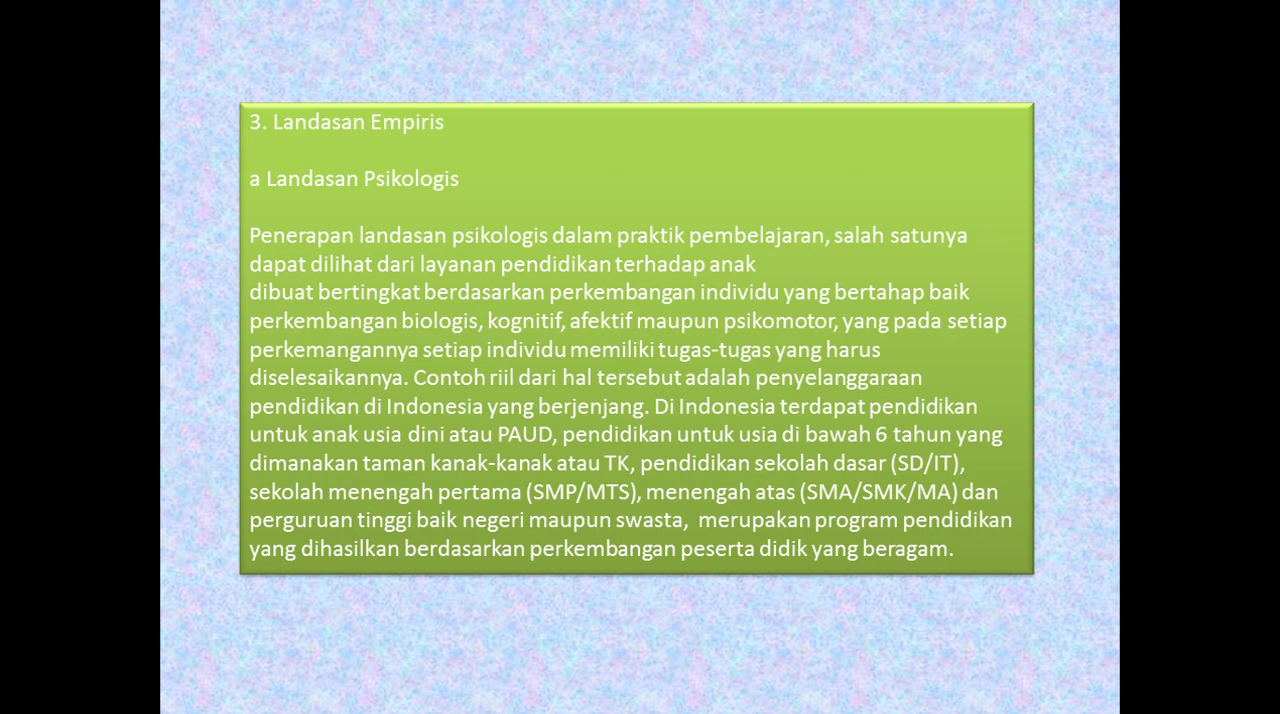 3. Landasan Empiris
a Landasan Psikologis
Penerapan landasan psikologis dalam praktik pembelajaran, salah satunya
dapat dilihat dari layanan pendidikan terhadap anak
dibuat bertingkat berdasarkan perkembangan individu yang bertahap baik
perkembangan biologis, kognitif, afektif maupun psikomotor, yang pada setiap
perkemangannya setiap individu memiliki tugas-tugas yang harus
diselesaikannya. Contoh riil dari hal tersebut adalah penyelanggaraan
pendidikan di Indonesia yang berjenjang. Di Indonesia terdapat pendidikan
untuk anak usia dini atau PAUD, pendidikan untuk usia di bawah 6 tahun yang
dimanakan taman kanak-kanak atau TK, pendidikan sekolah dasar (SD/IT),
sekolah menengah pertama (SMP/MTS), menengah atas (SMA/SMK/MA) dan
perguruan tinggi baik negeri maupun swasta,  merupakan program pendidikan
yang dihasilkan berdasarkan perkembangan peserta didik yang beragam.